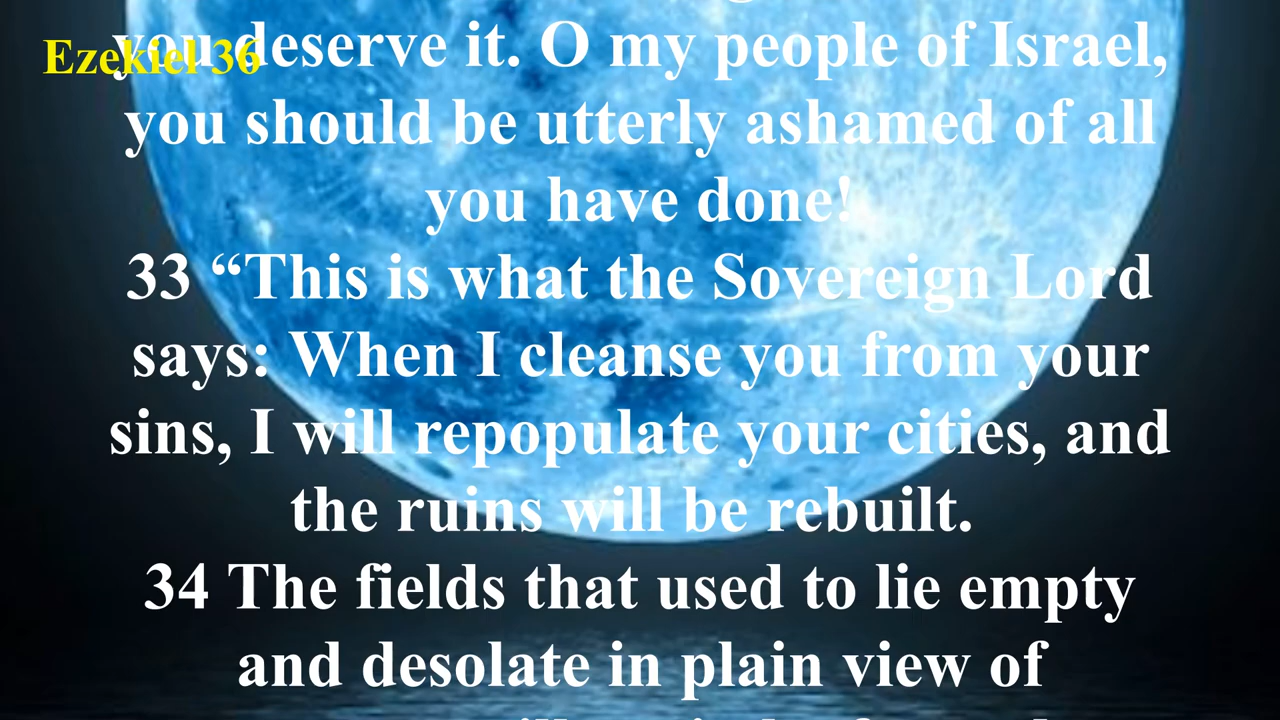 Ezekiel 36
you deserve it. O my people of Israel,
you should be utterly ashamed of all
you have done!
33 “This is what the Sovereign Lord
says: When I cleanse you from your
sins, I will repopulate your cities, and
the ruins will be rebuilt.
34 The fields that used to lie empty
and desolate in plain view of